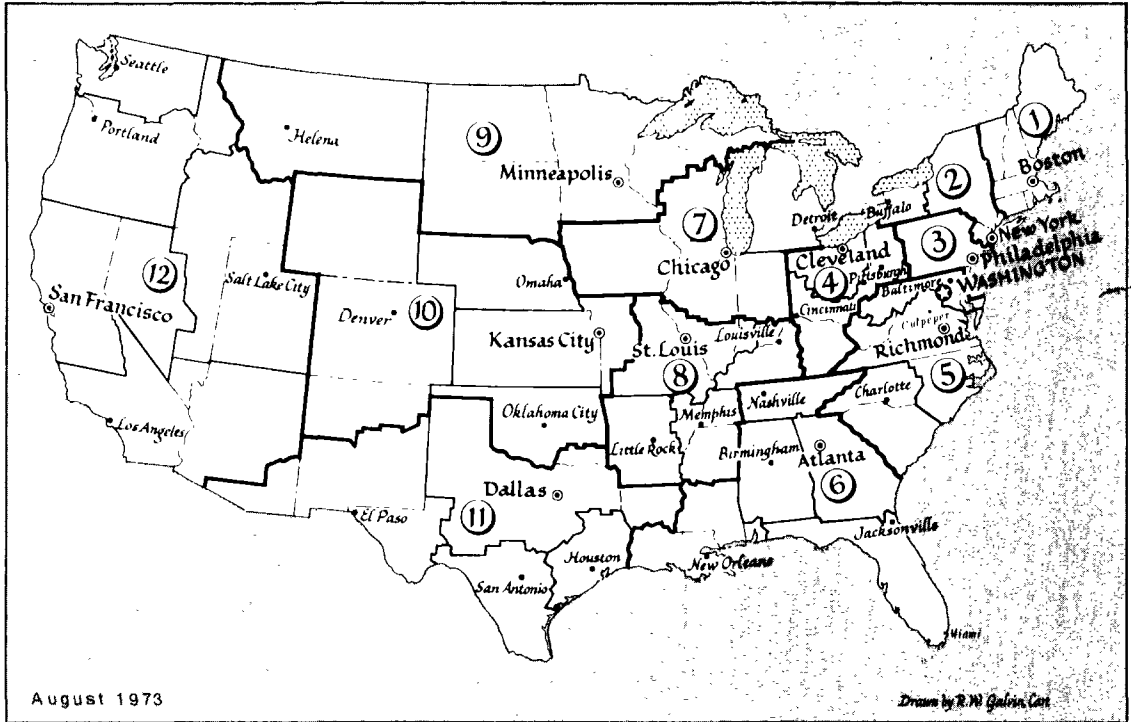 Seattle
Portland
Helena
9
Minneapolis
1
Boston
2
Detroit
Buffalo
7
Chicago
Cleveland
4
Pittsburgh
Cincinnati
3
New York
Philadelphia
WASHINGTON
Baltimore
Culpeper
Richmond
5
12
San Francisco
Salt Lake City
Omaha
Denver
10
Kansas City
St. Louis
Louisville
8
Los Angeles
Oklahoma City
Little Rock
Memphis
Nashville
Charlotte
Birmingham
Atlanta
6
Dallas
11
El Paso
Houston
San Antonio
New Orleans
Jacksonville
Miami
August 1973
Drawn by R.W. Galvin, Cart.